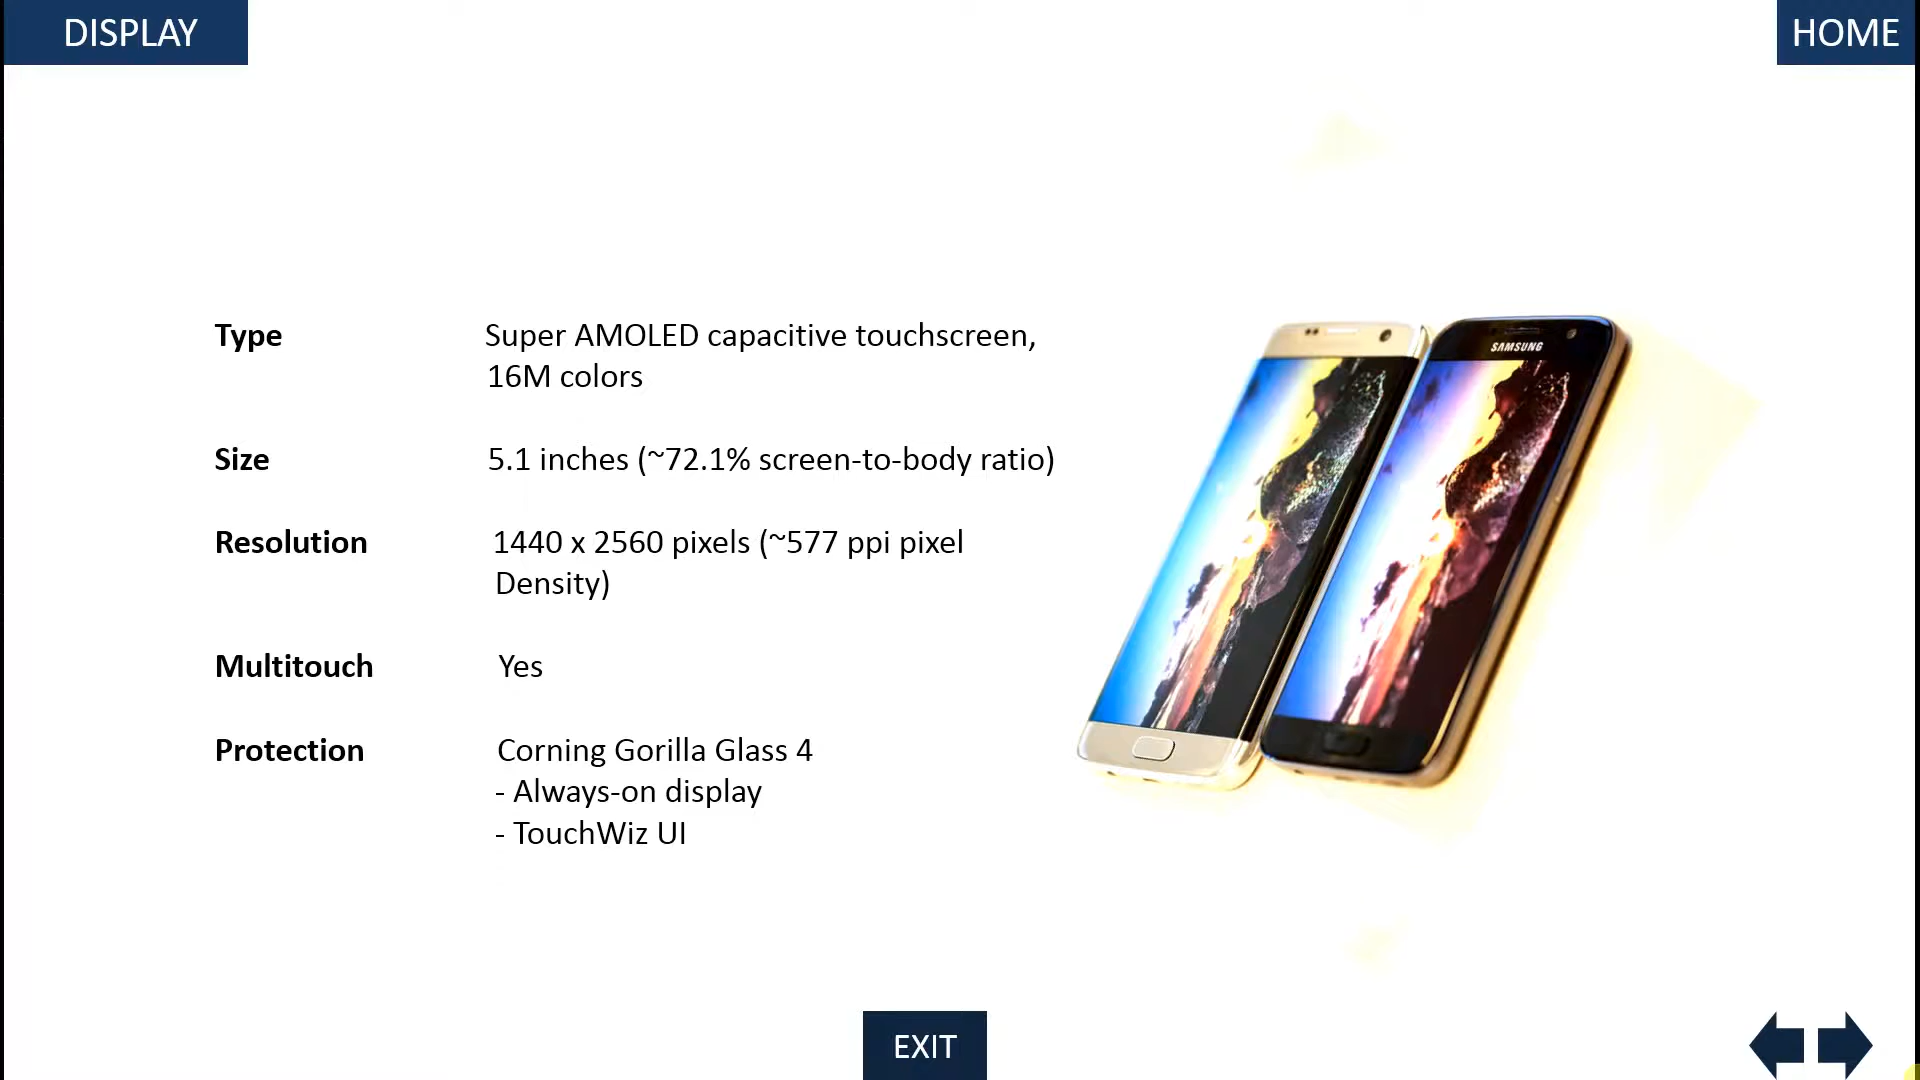 DISPLAY
HOME
Type Super AMOLED capacitive touchscreen,
16M colors
Size 5.1 inches (~72.1% screen-to-body ratio)
Resolution 1440 x 2560 pixels (~577 ppi pixel
Density)
Multitouch Yes
Protection Corning Gorilla Glass 4
- Always-on display
- TouchWiz UI
SAMSUNG
EXIT